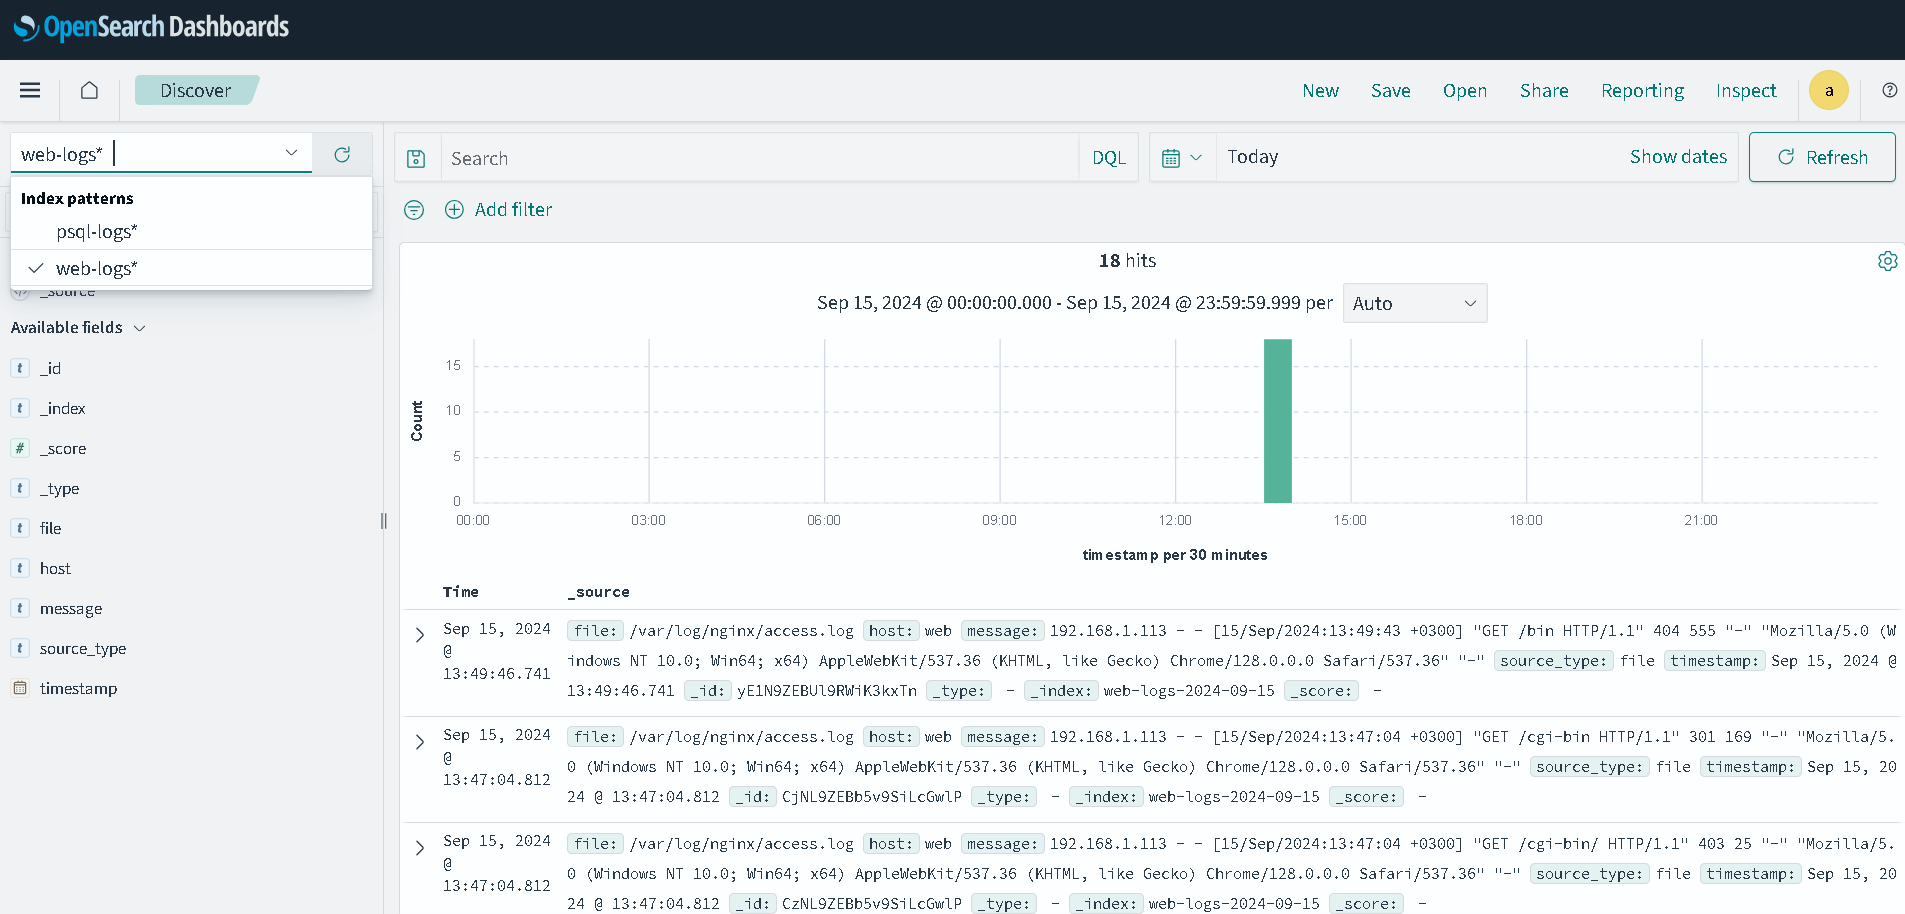 OpenSearch Dashboards
Discover
New Save Open Share Reporting Inspect a
web-logs*
Search DQL Today Show dates Refresh
Index patterns
psql-logs*
web-logs*
_source
Available fields
_id
_index
_score
_type
file
host
message
source_type
timestamp
Add filter
18 hits
Sep 15, 2024 @ 00:00:00.000 - Sep 15, 2024 @ 23:59:59.999 per Auto
Count
15
10
5
0
00:00 03:00 06:00 09:00 12:00 15:00 18:00 21:00
timestamp per 30 minutes
Time _source
Sep 15, 2024 @ 13:49:46.741
file: /var/log/nginx/access.log host: web message: 192.168.1.113 - - [15/Sep/2024:13:49:43 +0300] "GET /bin HTTP/1.1" 404 555 "-" "Mozilla/5.0 (W
indows NT 10.0; Win64; x64) AppleWebKit/537.36 (KHTML, like Gecko) Chrome/128.0.0.0 Safari/537.36" "-" source_type: file timestamp: Sep 15, 2024 @
13:49:46.741 _id: yE1N9ZEBUl9RWiK3kxTn _type: - _index: web-logs-2024-09-15 _score: -
Sep 15, 2024 @ 13:47:04.812
file: /var/log/nginx/access.log host: web message: 192.168.1.113 - - [15/Sep/2024:13:47:04 +0300] "GET /cgi-bin HTTP/1.1" 301 169 "-" "Mozilla/5.
0 (Windows NT 10.0; Win64; x64) AppleWebKit/537.36 (KHTML, like Gecko) Chrome/128.0.0.0 Safari/537.36" "-" source_type: file timestamp: Sep 15, 20
24 @ 13:47:04.812 _id: CjNL9ZEBb5v9SiLcGwlP _type: - _index: web-logs-2024-09-15 _score: -
Sep 15, 2024 @ 13:47:04.812
file: /var/log/nginx/access.log host: web message: 192.168.1.113 - - [15/Sep/2024:13:47:04 +0300] "GET /cgi-bin/ HTTP/1.1" 403 25 "-" "Mozilla/5.
0 (Windows NT 10.0; Win64; x64) AppleWebKit/537.36 (KHTML, like Gecko) Chrome/128.0.0.0 Safari/537.36" "-" source_type: file timestamp: Sep 15, 20
24 @ 13:47:04.812 _id: CzNL9ZEBb5v9SiLcGwlP _type: - _index: web-logs-2024-09-15 _score: -